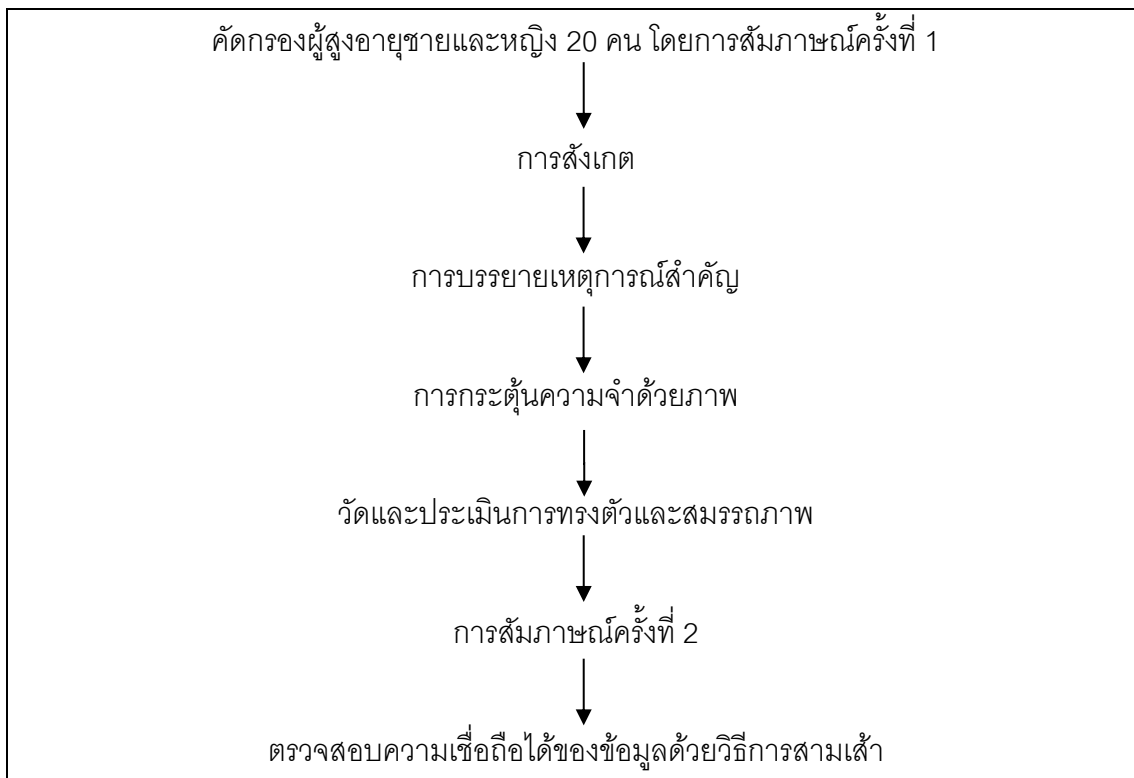 คัดกรองผู้สูงอายุชายและหญิง 20 คน โดยการสัมภาษณ์ครั้งที่ 1
การสังเกต
การบรรยายเหตุการณ์สำคัญ
การกระตุ้นความจำด้วยภาพ
วัดและประเมินการทรงตัวและสมรรถภาพ
การสัมภาษณ์ครั้งที่ 2
ตรวจสอบความเชื่อถือได้ของข้อมูลด้วยวิธีการสามเส้า